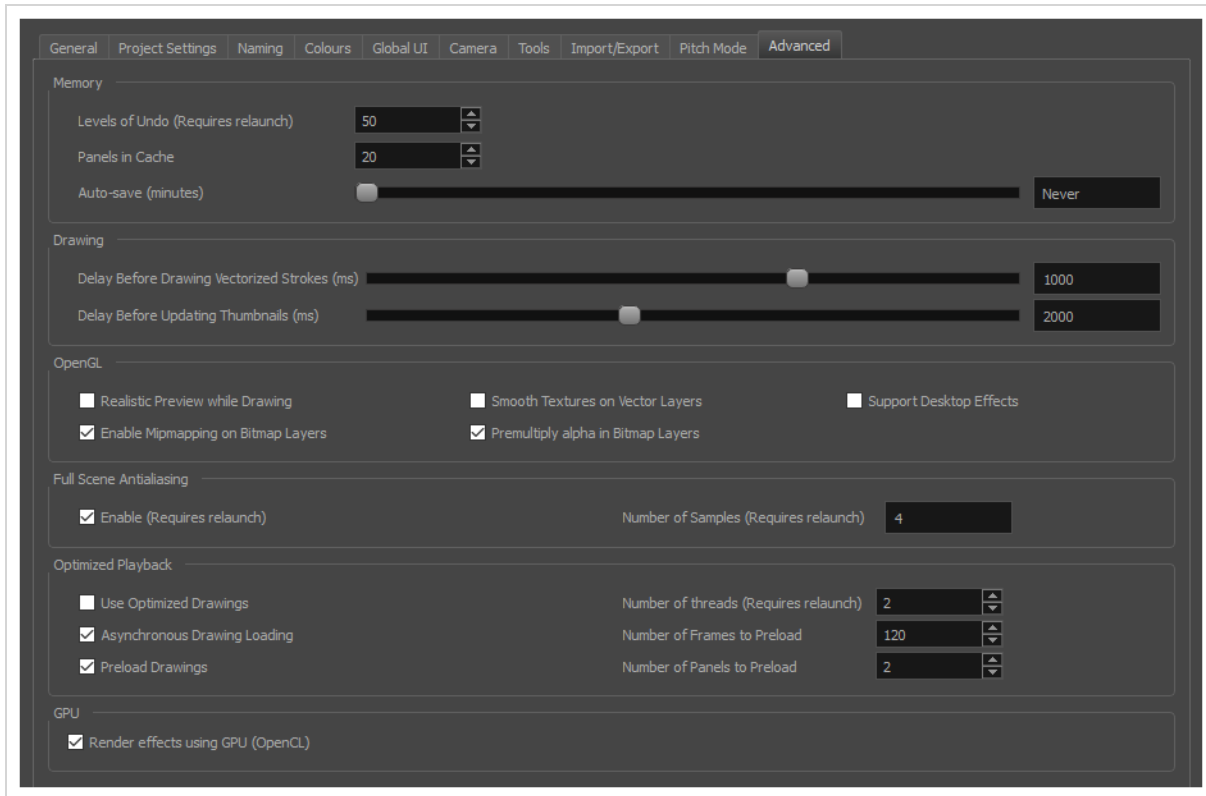 General Project Settings Naming Colours Global UI Camera Tools Import/Export Pitch Mode Advanced
Memory
Levels of Undo (Requires relaunch) 50
Panels in Cache 20
Auto-save (minutes) Never
Drawing
Delay Before Drawing Vectorized Strokes (ms) 1000
Delay Before Updating Thumbnails (ms) 2000
OpenGL
Realistic Preview while Drawing Smooth Textures on Vector Layers Support Desktop Effects
Enable Mipmapping on Bitmap Layers Premultiply alpha in Bitmap Layers
Full Scene Antialiasing
Enable (Requires relaunch) Number of Samples (Requires relaunch) 4
Optimized Playback
Use Optimized Drawings Number of threads (Requires relaunch) 2
Asynchronous Drawing Loading Number of Frames to Preload 120
Preload Drawings Number of Panels to Preload 2
GPU
Render effects using GPU (OpenCL)